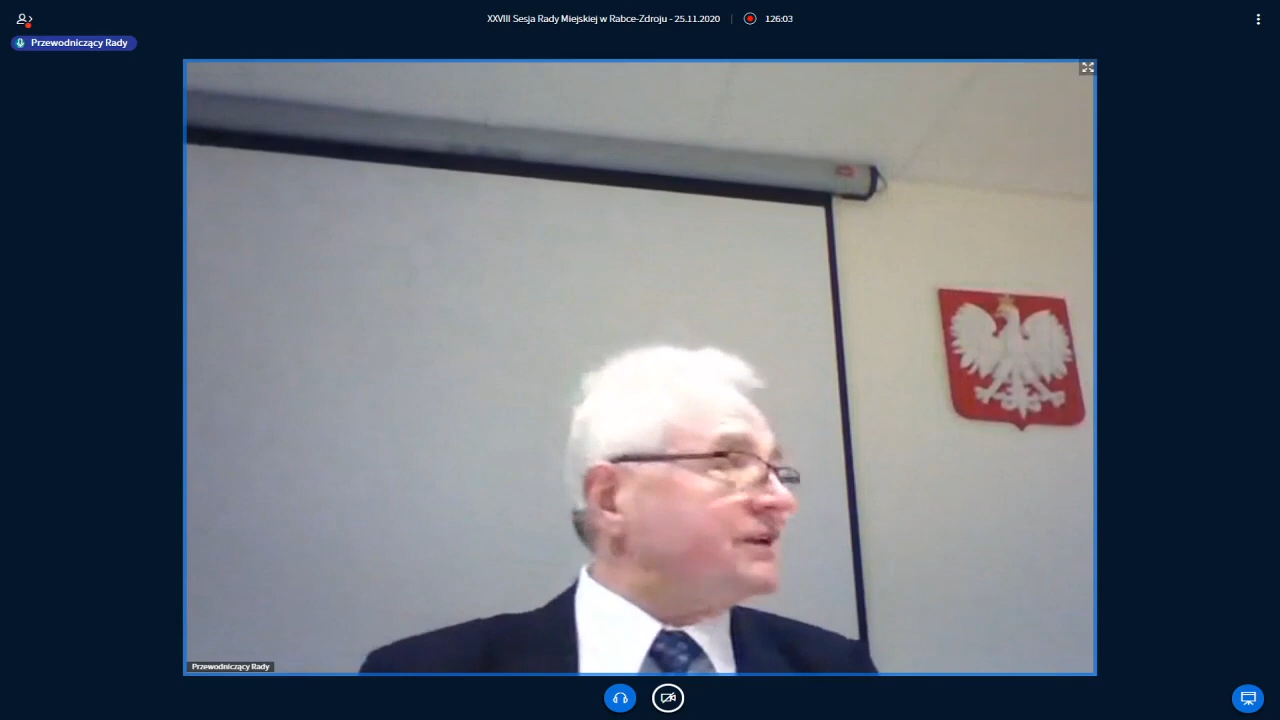 XXVIII Sesja Rady Miejskiej w Rabce-Zdroju - 25.11.2020 | 126:03
Przewodniczący Rady
Przewodniczący Rady